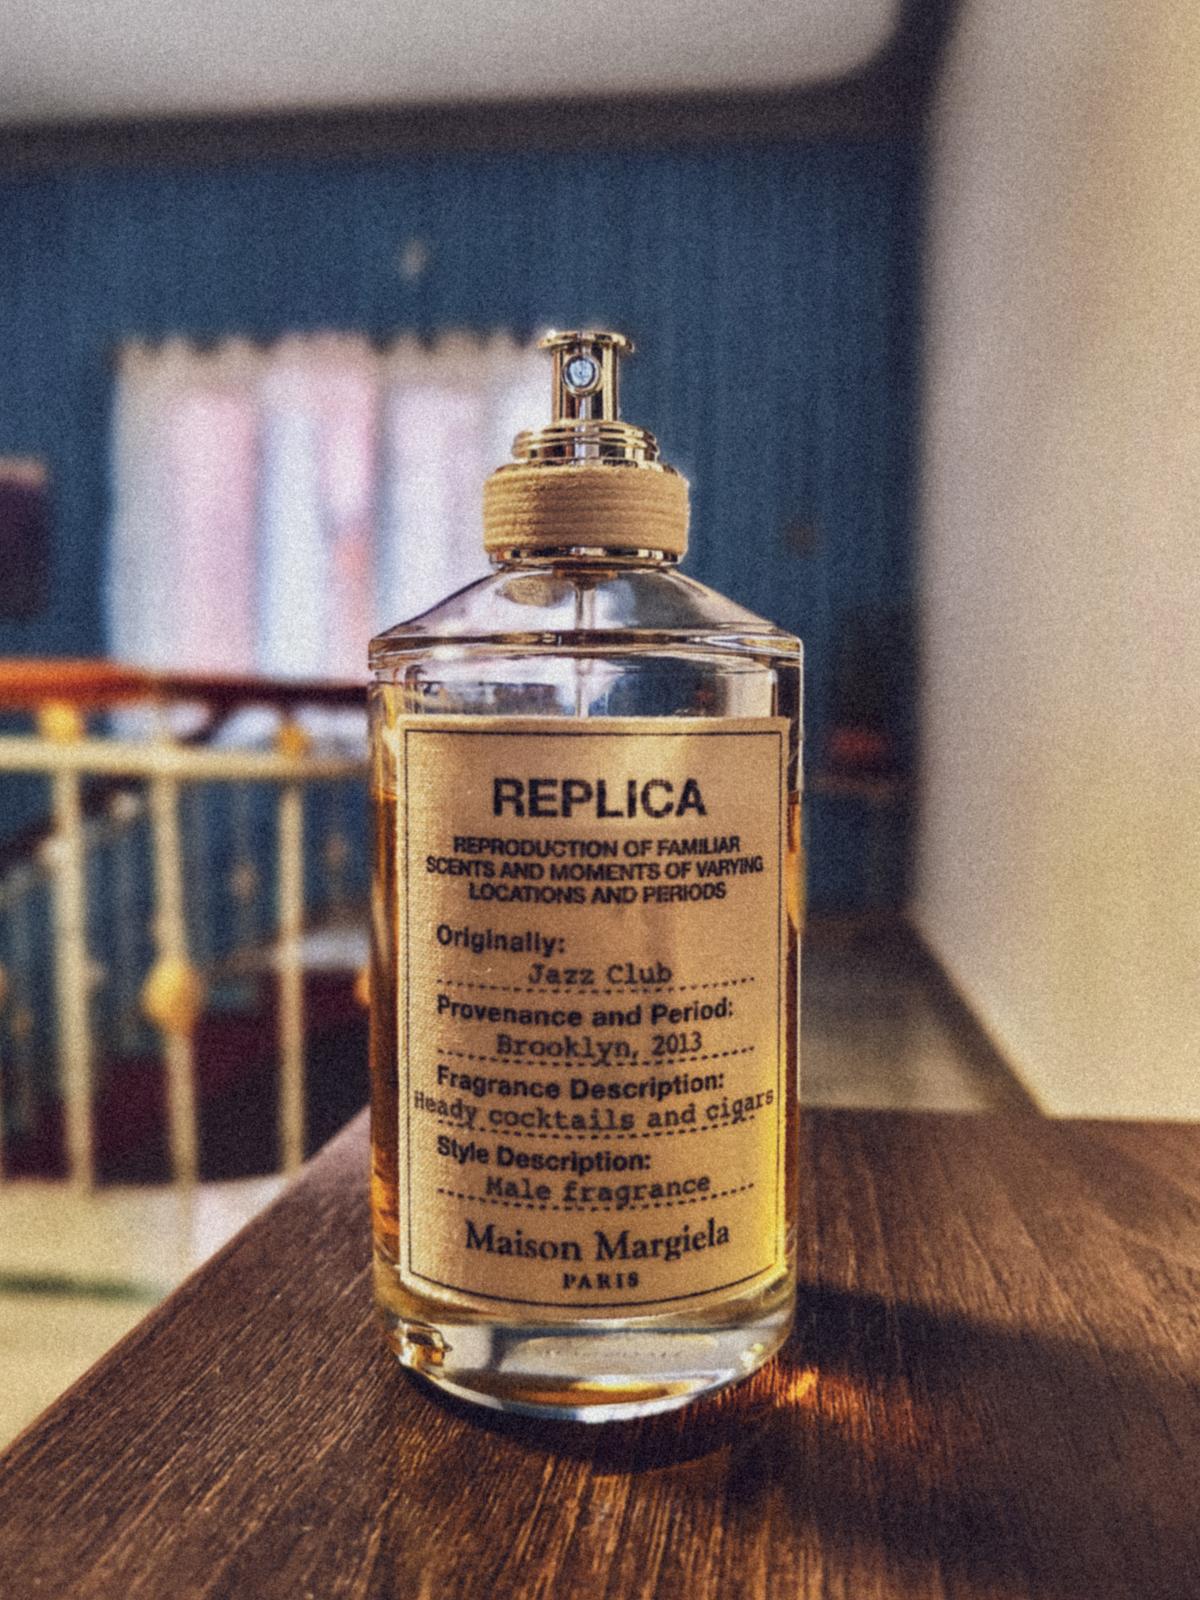 REPLICA
REPRODUCTION OF FAMILIAR
SCENTS AND MOMENTS OF VARYING
LOCATIONS AND PERIODS
Originally:
Jazz Club
Provenance and Period:
Brooklyn, 2013
Fragrance Description:
Heady cocktails and cigars
Style Description:
Male fragrance
Maison Margiela
PARIS